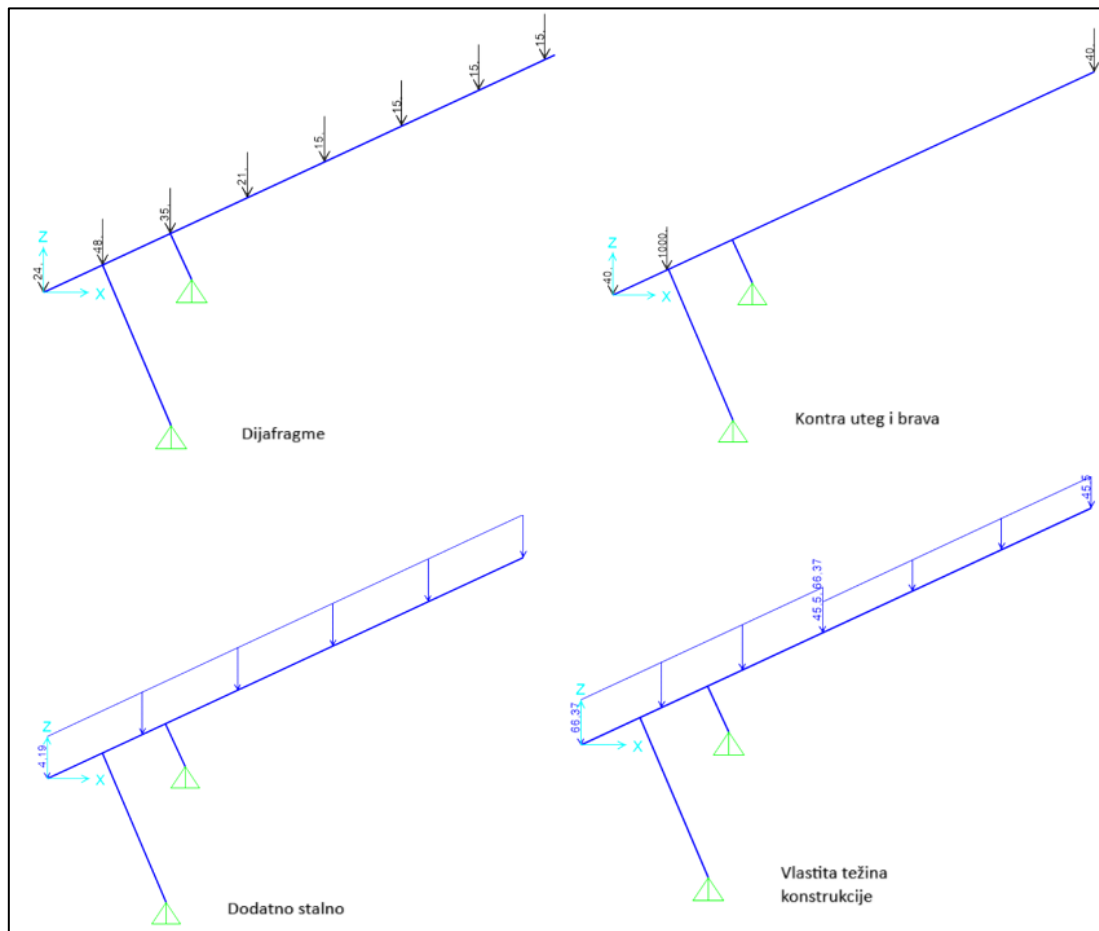 24.
48.
35.
21.
15.
15.
15.
15.
Z
X
Dijafragme
40.
1000.
40.
Z
X
Kontra uteg i brava
4.19
Z
X
Dodatno stalno
66.37
45.5
66.37
45.5
Z
X
Vlastita težina
konstrukcije